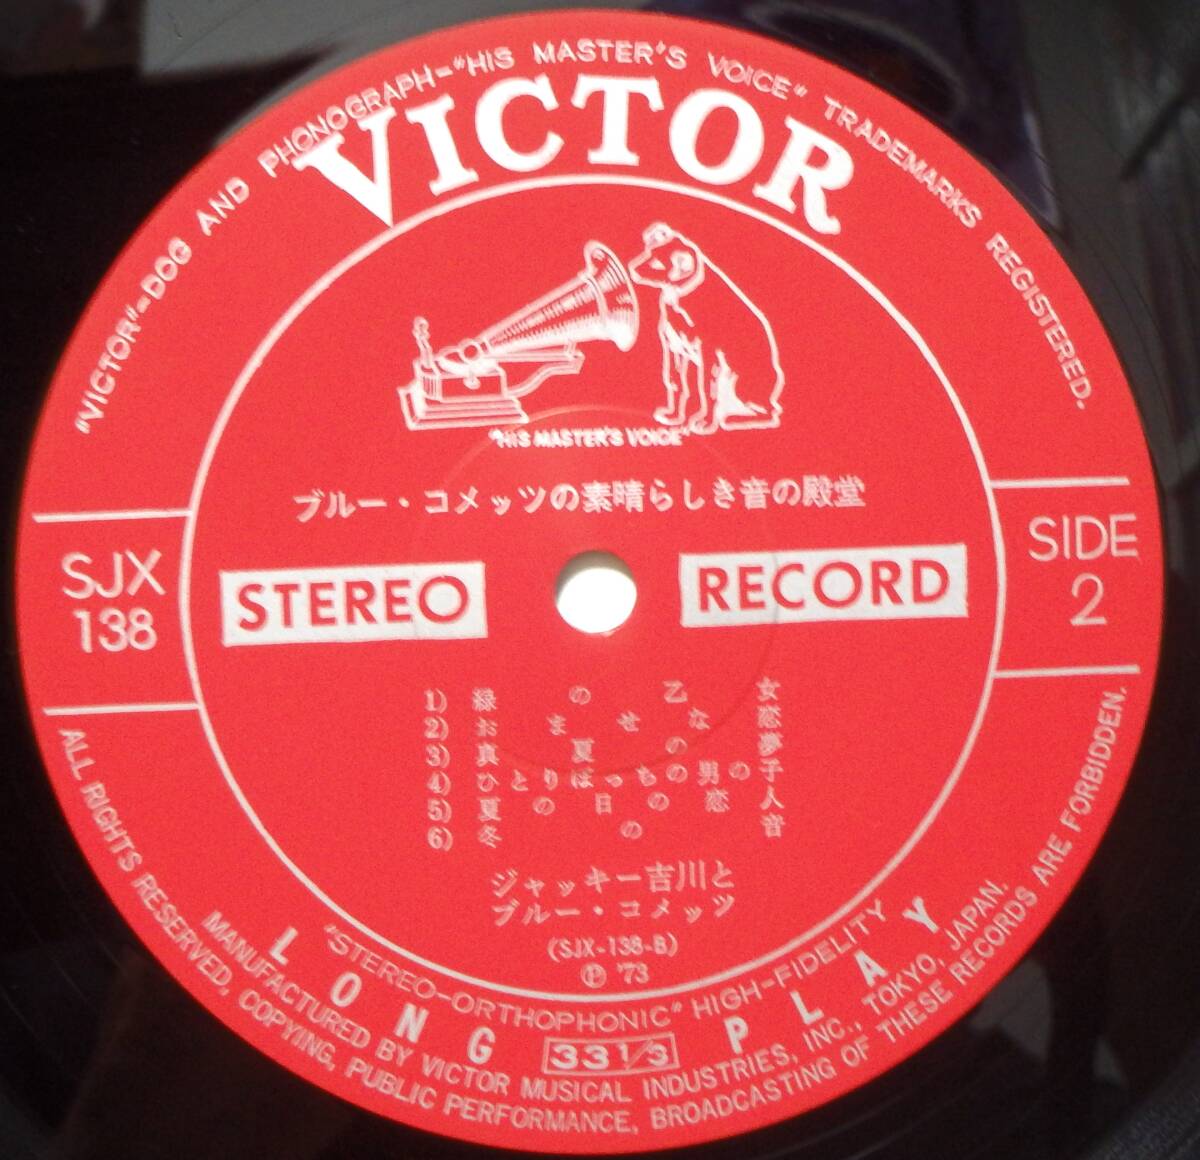 "VICTOR"=DOG AND PHONOGRAPH="HIS MASTER'S VOICE" TRADEMARKS REGISTERED.
VICTOR
"HIS MASTER'S VOICE"
ブルー・コメッツの素晴らしき音の殿堂
SJX
138
STEREO
RECORD
SIDE
2
1) 緑の乙女
2) おませな恋
3) 真夏の夢
4) ひとりぼっちの男の子
5) 夏の日の恋人
6) 冬の音
ジャッキー吉川と
ブルー・コメッツ
(SJX-138-B)
Ⓟ '73
"STEREO-ORTHOPHONIC" HIGH-FIDELITY
LONG 33 1/3 PLAY
MANUFACTURED BY VICTOR MUSICAL INDUSTRIES, INC., TOKYO, JAPAN.
ALL RIGHTS RESERVED, COPYING, PUBLIC PERFORMANCE, BROADCASTING OF THESE RECORDS ARE FORBIDDEN.